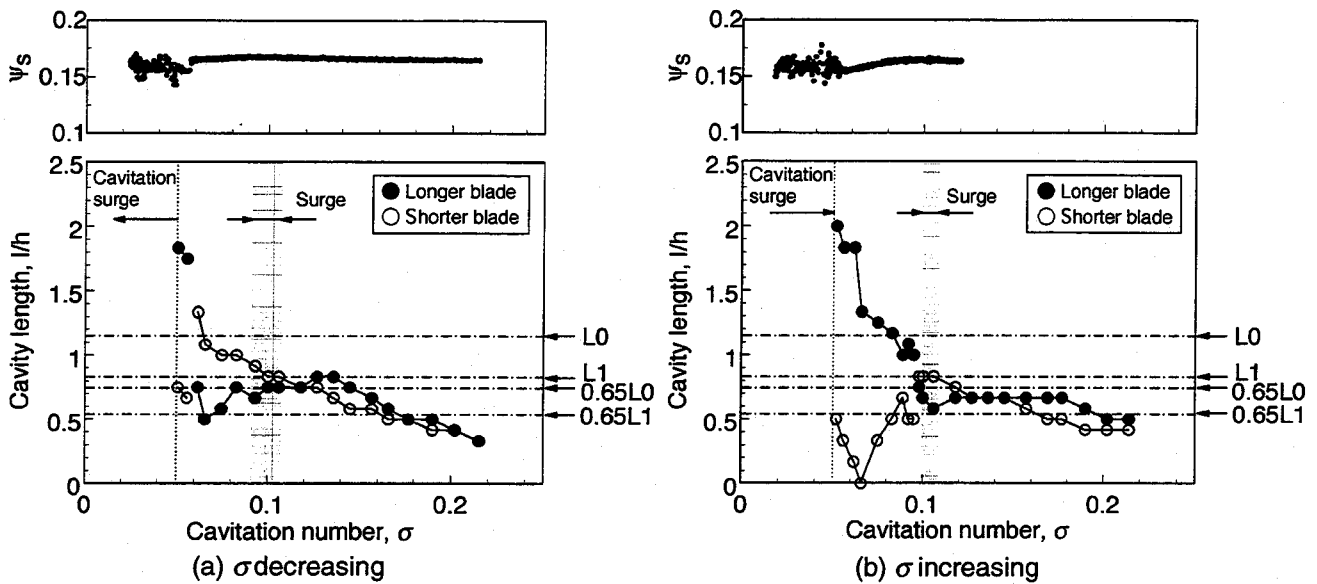 0.2
0.15
0.1
ψS
2.5
2
1.5
1
0.5
0
Cavity length, l/h
Cavitation
surge
Surge
Longer blade
Shorter blade
L0
L1
0.65L0
0.65L1
0
0.1
0.2
Cavitation number, σ
(a) σ decreasing
0.2
0.15
0.1
ψS
2.5
2
1.5
1
0.5
0
Cavity length, l/h
Cavitation
surge
Surge
Longer blade
Shorter blade
L0
L1
0.65L0
0.65L1
0
0.1
0.2
Cavitation number, σ
(b) σ increasing